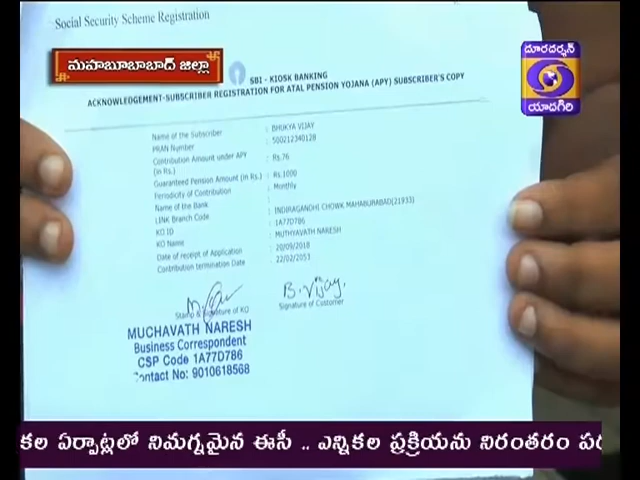 Social Security Scheme Registration
మహబూబాబాద్ జిల్లా
దూరదర్శన్
యాదగిరి
SBI - KIOSK BANKING
ACKNOWLEDGEMENT-SUBSCRIBER REGISTRATION FOR ATAL PENSION YOJANA (APY) SUBSCRIBER'S COPY
Name of the Subscriber : BHUKYA VIJAY
PRAN Number : 500212340128
Contribution Amount under APY (in Rs.) : Rs.76
Guaranteed Pension Amount (in Rs.) : Rs.1000
Periodicity of Contribution : Monthly
Name of the Bank :
LINK Branch Code : INDIRAGANDHI CHOWK MAHABUBABAD(21933)
KO ID : 1A77D786
KO Name : MUTHYAVATH NARESH
Date of receipt of Application : 20/09/2018
Contribution termination Date : 22/02/2053
B.Vijay.
Stamp & Signature of KO
Signature of Customer
MUCHAVATH NARESH
Business Correspondent
CSP Code 1A77D786
Contact No: 9010618568
కల ఏర్పాట్లలో నిమగ్నమైన ఈసీ .. ఎన్నికల ప్రక్రియను నిరంతరం